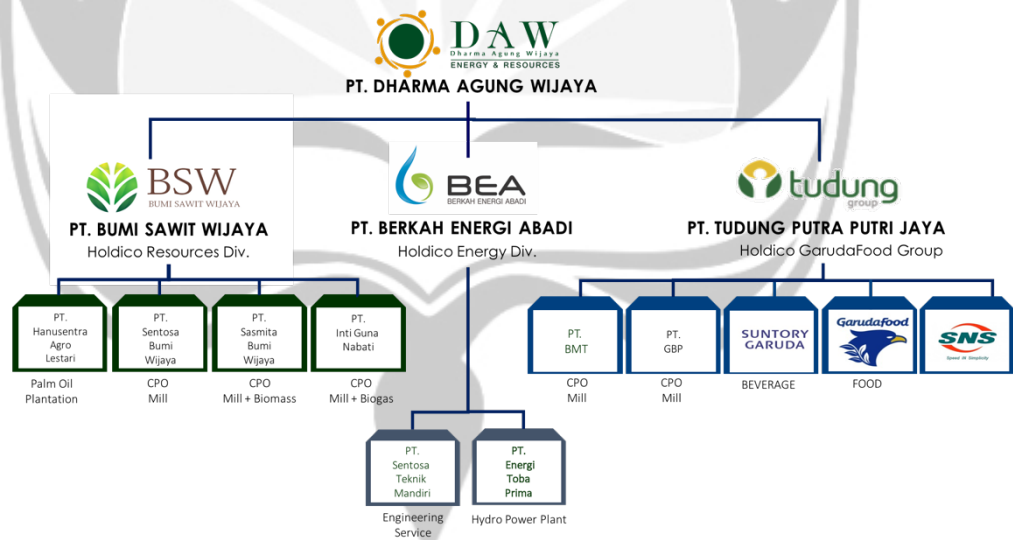 DAW
Dharma Agung Wijaya
ENERGY & RESOURCES
PT. DHARMA AGUNG WIJAYA
BSW
BUMI SAWIT WIJAYA
PT. BUMI SAWIT WIJAYA
Holdico Resources Div.
BEA
BERKAH ENERGI ABADI
PT. BERKAH ENERGI ABADI
Holdico Energy Div.
tudung
group
PT. TUDUNG PUTRA PUTRI JAYA
Holdico GarudaFood Group
PT.
Hanusentra
Agro
Lestari
Palm Oil
Plantation
PT.
Sentosa
Bumi
Wijaya
CPO
Mill
PT.
Sasmita
Bumi
Wijaya
CPO
Mill + Biomass
PT.
Inti Guna
Nabati
CPO
Mill + Biogas
PT.
BMT
CPO
Mill
PT.
GBP
CPO
Mill
SUNTORY
GARUDA
BEVERAGE
Garudafood
FOOD
SNS
Speed in Simplicity
PT.
Sentosa
Teknik
Mandiri
Engineering
Service
PT.
Energi
Toba
Prima
Hydro Power Plant